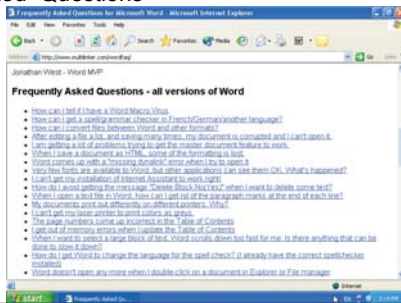 Frequently Asked Questions for Microsoft Word - Microsoft Internet Explorer
File Edit View Favorites Tools Help
Back Search Favorites Media
Address http://www.multilinker.com/wordfaq/ Go Links
Jonathan West - Word MVP
Frequently Asked Questions - all versions of Word
How can I tell if I have a Word Macro Virus
How can I get a spell/grammar checker in French/German/another language?
How can I convert files between Word and other formats?
After editing a file a lot, and saving many times, my document is corrupted and I can't open it.
I am getting a lot of problems trying to get the master document feature to work.
When I save a document as HTML, some of the formatting is lost.
Word comes up with a "missing dynalink" error when I try to open it
Very few fonts are available to Word, but other applications can see them OK. What's happened?
I can't get my installation of Internet Assistant to work right!
How do I avoid getting the message "Delete Block No(Yes)" when I want to delete some text?
When I open a text file in Word, how can I get rid of the paragraph marks at the end of each line?
My documents print out differently on different printers. Why?
I can't get my laser printer to print colors as greys.
The page numbers come up incorrect in the Table of Contents
I get out of memory errors when I update the Table of Contents
When I want to select a large block of text, Word scrolls down too fast for me. Is there anything that can be
done to slow it down?
How do I get Word to change the language for the spell check? (I already have the correct spellchecker
installed)
Word doesn't open any more when I double-click on a document in Explorer or File manager
Internet
start Frequently Asked Qu...